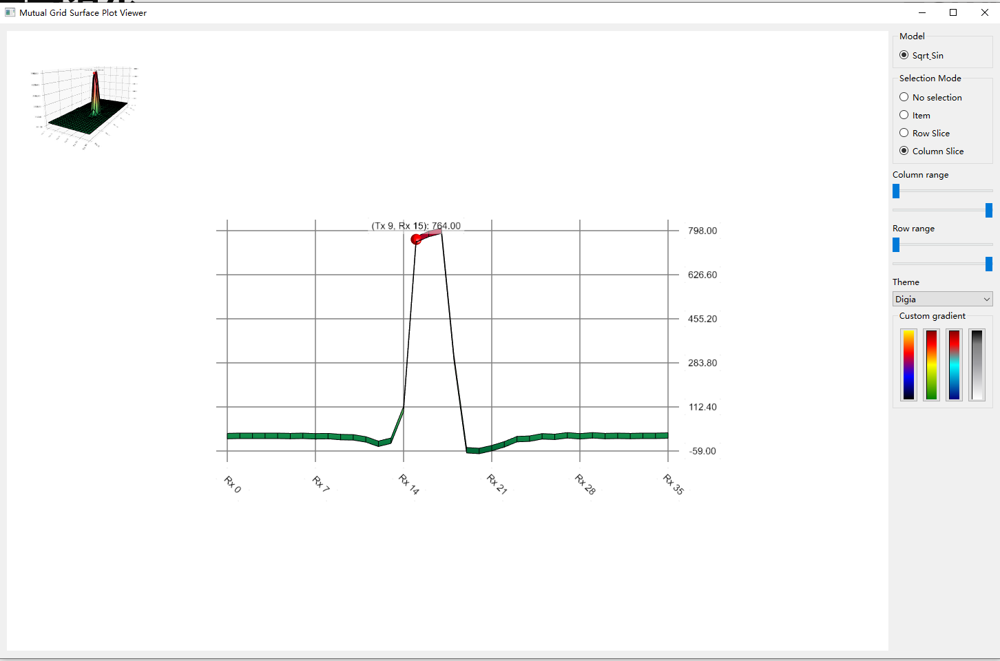 Mutual Grid Surface Plot Viewer
Model
Sqrt_Sin
Selection Mode
No selection
Item
Row Slice
Column Slice
Column range
Row range
Theme
Digia
Custom gradient
(Tx 9, Rx 15): 764.00
798.00
626.60
455.20
283.80
112.40
-59.00
Rx 0
Rx 7
Rx 14
Rx 21
Rx 28
Rx 35